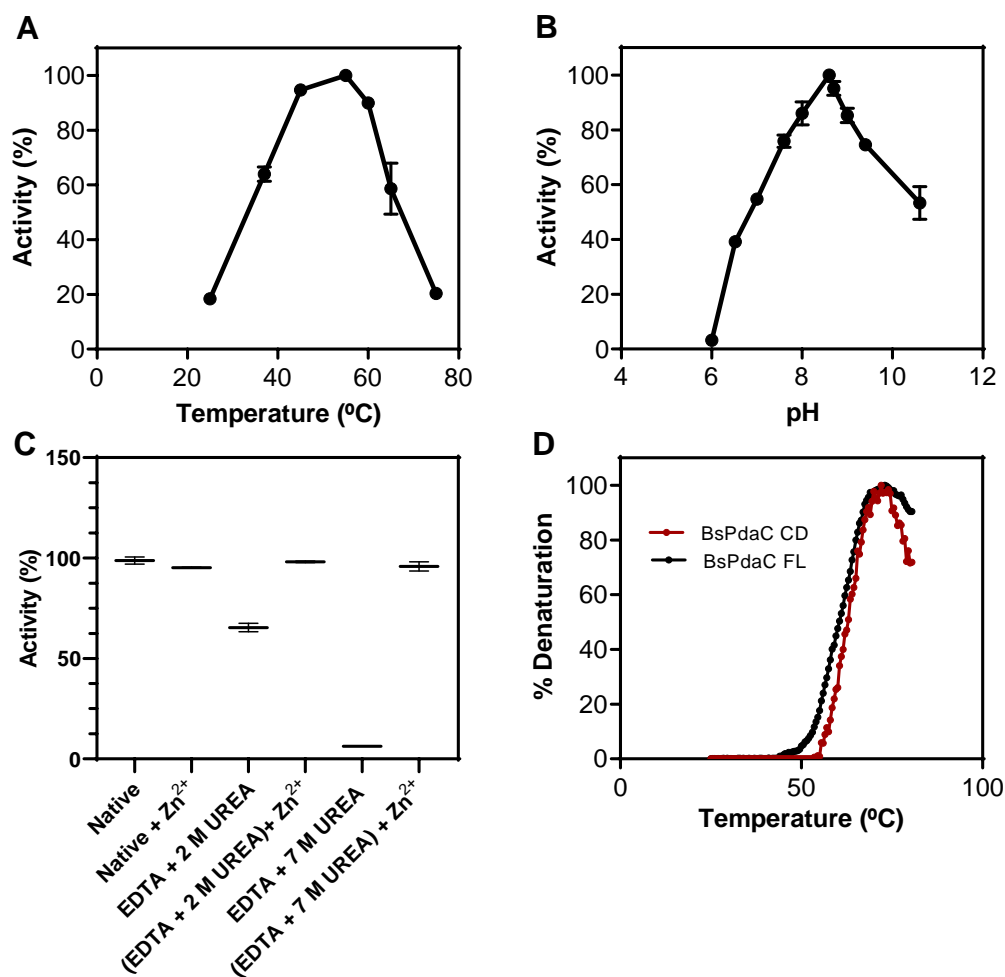 A
Activity (%)
100
80
60
40
20
0
0 20 40 60 80
Temperature (ºC)
B
Activity (%)
100
80
60
40
20
0
4 6 8 10 12
pH
C
Activity (%)
150
100
50
0
Native
Native + Zn²⁺
EDTA + 2 M UREA
(EDTA + 2 M UREA)+ Zn²⁺
EDTA + 7 M UREA
(EDTA + 7 M UREA) + Zn²⁺
D
% Denaturation
100
80
60
40
20
0
BsPdaC CD
BsPdaC FL
0 50 100
Temperature (ºC)